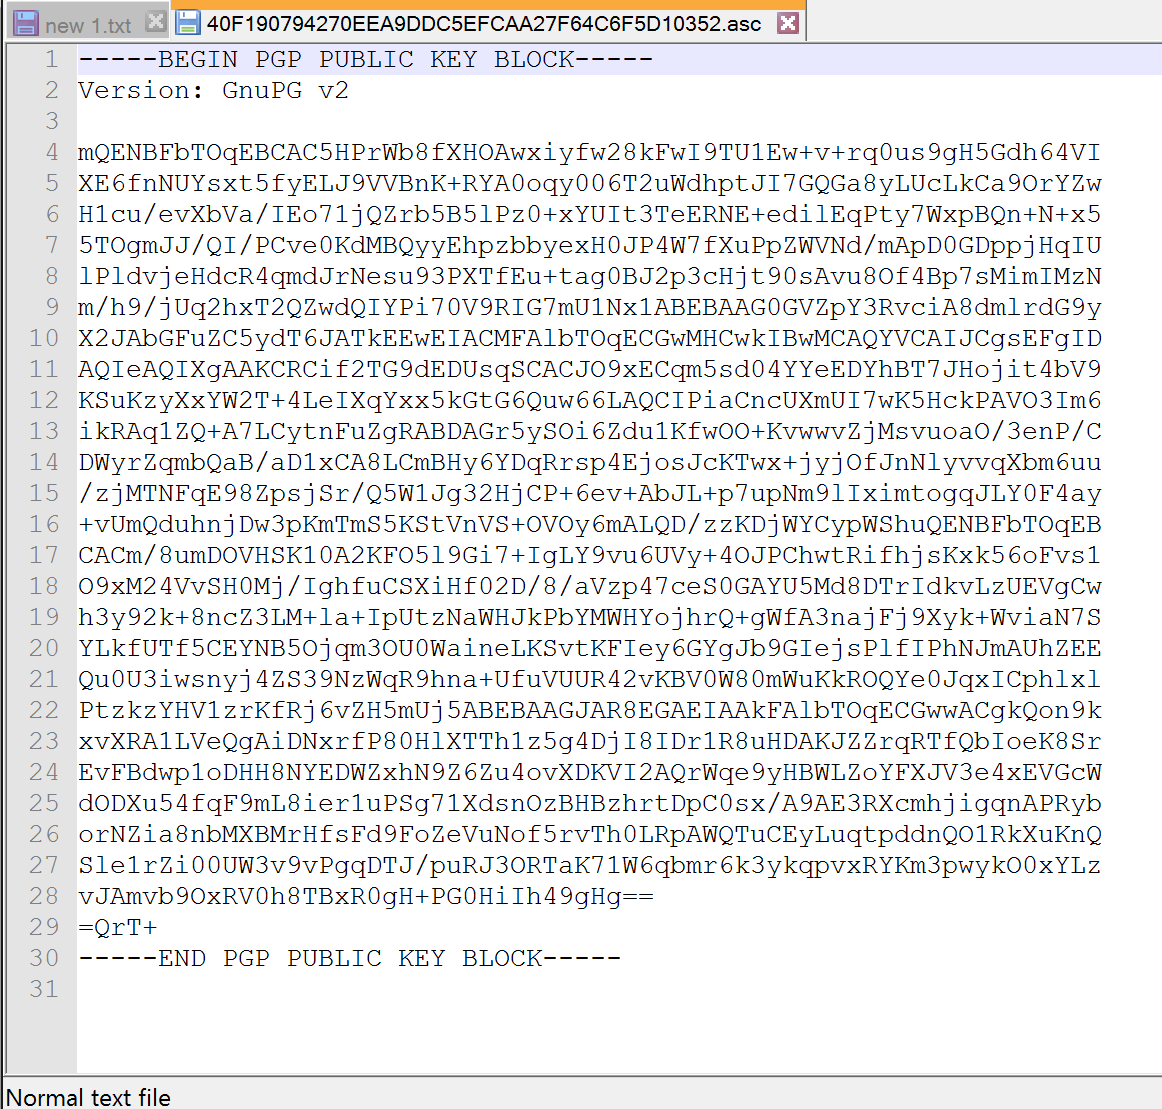 new 1.txt
40F190794270EEA9DDC5EFCAA27F64C6F5D10352.asc
1 -----BEGIN PGP PUBLIC KEY BLOCK-----
2 Version: GnuPG v2
3
4 mQENBFbTOqEBCAC5HPrWb8fXHOAwxiyfw28kFwI9TU1Ew+v+rq0us9gH5Gdh64VI
5 XE6fnNUYsxt5fyELJ9VVBnK+RYA0oqy006T2uWdhptJI7GQGa8yLUcLkCa9OrYZw
6 H1cu/evXbVa/IEo71jQZrb5B5lPz0+xYUIt3TeERNE+edilEqPty7WxpBQn+N+x5
7 5TOgmJJ/QI/PCve0KdMBQyyEhpzbbyexH0JP4W7fXuPpZWVNd/mApD0GDppjHqIU
8 lPldvjeHdcR4qmdJrNesu93PXTfEu+tag0BJ2p3cHjt90sAvu8Of4Bp7sMimIMzN
9 m/h9/jUq2hxT2QZwdQIYPi70V9RIG7mU1Nx1ABEBAAG0GVZpY3RvciA8dmlrdG9y
10 X2JAbGFuZC5ydT6JATkEEwEIACMFAlbTOqECGwMHCwkIBwMCAQYVCAIJCgsEFgID
11 AQIeAQIXgAAKCRCif2TG9dEDUsqSCACJO9xECqm5sd04YYeEDYhBT7JHojit4bV9
12 KSuKzyXxYW2T+4LeIXqYxx5kGtG6Quw66LAQCIPiaCncUXmUI7wK5HckPAVO3Im6
13 ikRAq1ZQ+A7LCytnFuZgRABDAGr5ySOi6Zdu1KfwOO+KvwwvZjMsvuoaO/3enP/C
14 DWyrZqmbQaB/aD1xCA8LCmBHy6YDqRrsp4EjosJcKTwx+jyjOfJnNlyvvqXbm6uu
15 /zjMTNFqE98ZpsjSr/Q5W1Jg32HjCP+6ev+AbJL+p7upNm9lIximtogqJLY0F4ay
16 +vUmQduhnjDw3pKmTmS5KStVnVS+OVOy6mALQD/zzKDjWYCypWShuQENBFbTOqEB
17 CACm/8umDOVHSK10A2KFO5l9Gi7+IgLY9vu6UVy+4OJPChwtRifhjsKxk56oFvs1
18 O9xM24VvSH0Mj/IghfuCSXiHf02D/8/aVzp47ceS0GAYU5Md8DTrIdkvLzUEVgCw
19 h3y92k+8ncZ3LM+la+IpUtzNaWHJkPbYMWHYojhrQ+gWfA3najFj9Xyk+WviaN7S
20 YLkfUTf5CEYNB5Ojqm3OU0WaineLKSvtKFIey6GYgJb9GIejsPlfIPhNJmAUhZEE
21 Qu0U3iwsnyj4ZS39NzWqR9hna+UfuVUUR42vKBV0W80mWuKkROQYe0JqxICphlxl
22 PtzkzYHV1zrKfRj6vZH5mUj5ABEBAAGJAR8EGAEIAAkFAlbTOqECGwwACgkQon9k
23 xvXRA1LVeQgAiDNxrfP80HlXTTh1z5g4DjI8IDr1R8uHDAKJZZrqRTfQbIoeK8Sr
24 EvFBdwp1oDHH8NYEDWZxhN9Z6Zu4ovXDKVI2AQrWqe9yHBWLZoYFXJV3e4xEVGcW
25 dODXu54fqF9mL8ier1uPSg71XdsnOzBHBzhrtDpC0sx/A9AE3RXcmhjigqnAPRyb
26 orNZia8nbMXBMrHfsFd9FoZeVuNof5rvTh0LRpAWQTuCEyLuqtpddnQO1RkXuKnQ
27 Sle1rZi00UW3v9vPgqDTJ/puRJ3ORTaK71W6qbmr6k3ykqpvxRYKm3pwykO0xYLz
28 vJAmvb9OxRV0h8TBxR0gH+PG0HiIh49gHg==
29 =QrT+
30 -----END PGP PUBLIC KEY BLOCK-----
31
Normal text file